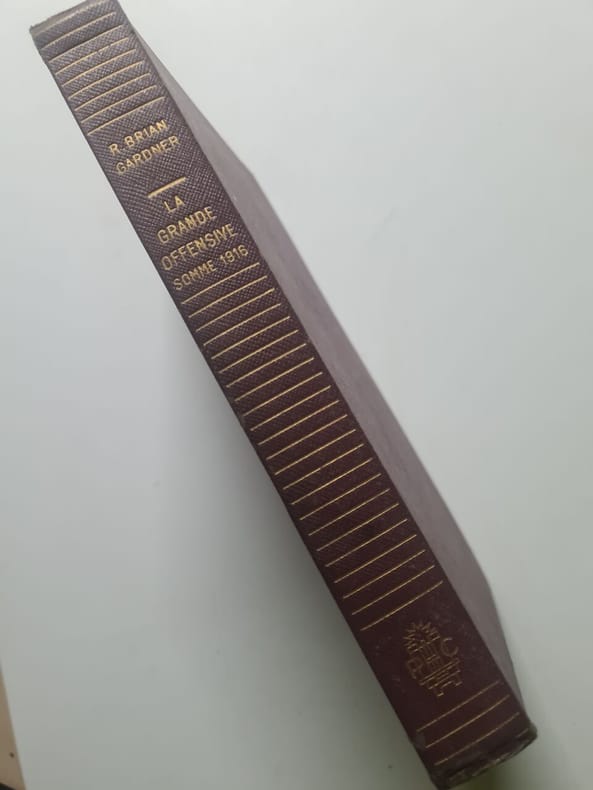 R. BRIAN
GARDNER
LA
GRANDE
OFFENSIVE
SOMME 1916
P C